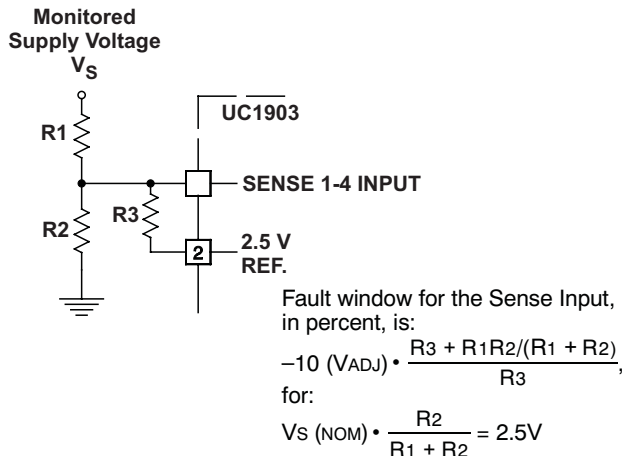 Monitored
Supply Voltage
VS
UC1903
R1
SENSE 1-4 INPUT
R2
R3
2
2.5 V
REF.
Fault window for the Sense Input,
in percent, is:
–10 (VADJ) • R3 + R1R2/(R1 + R2)
R3 ,
for:
VS (NOM) • R2
R1 + R2 = 2.5V